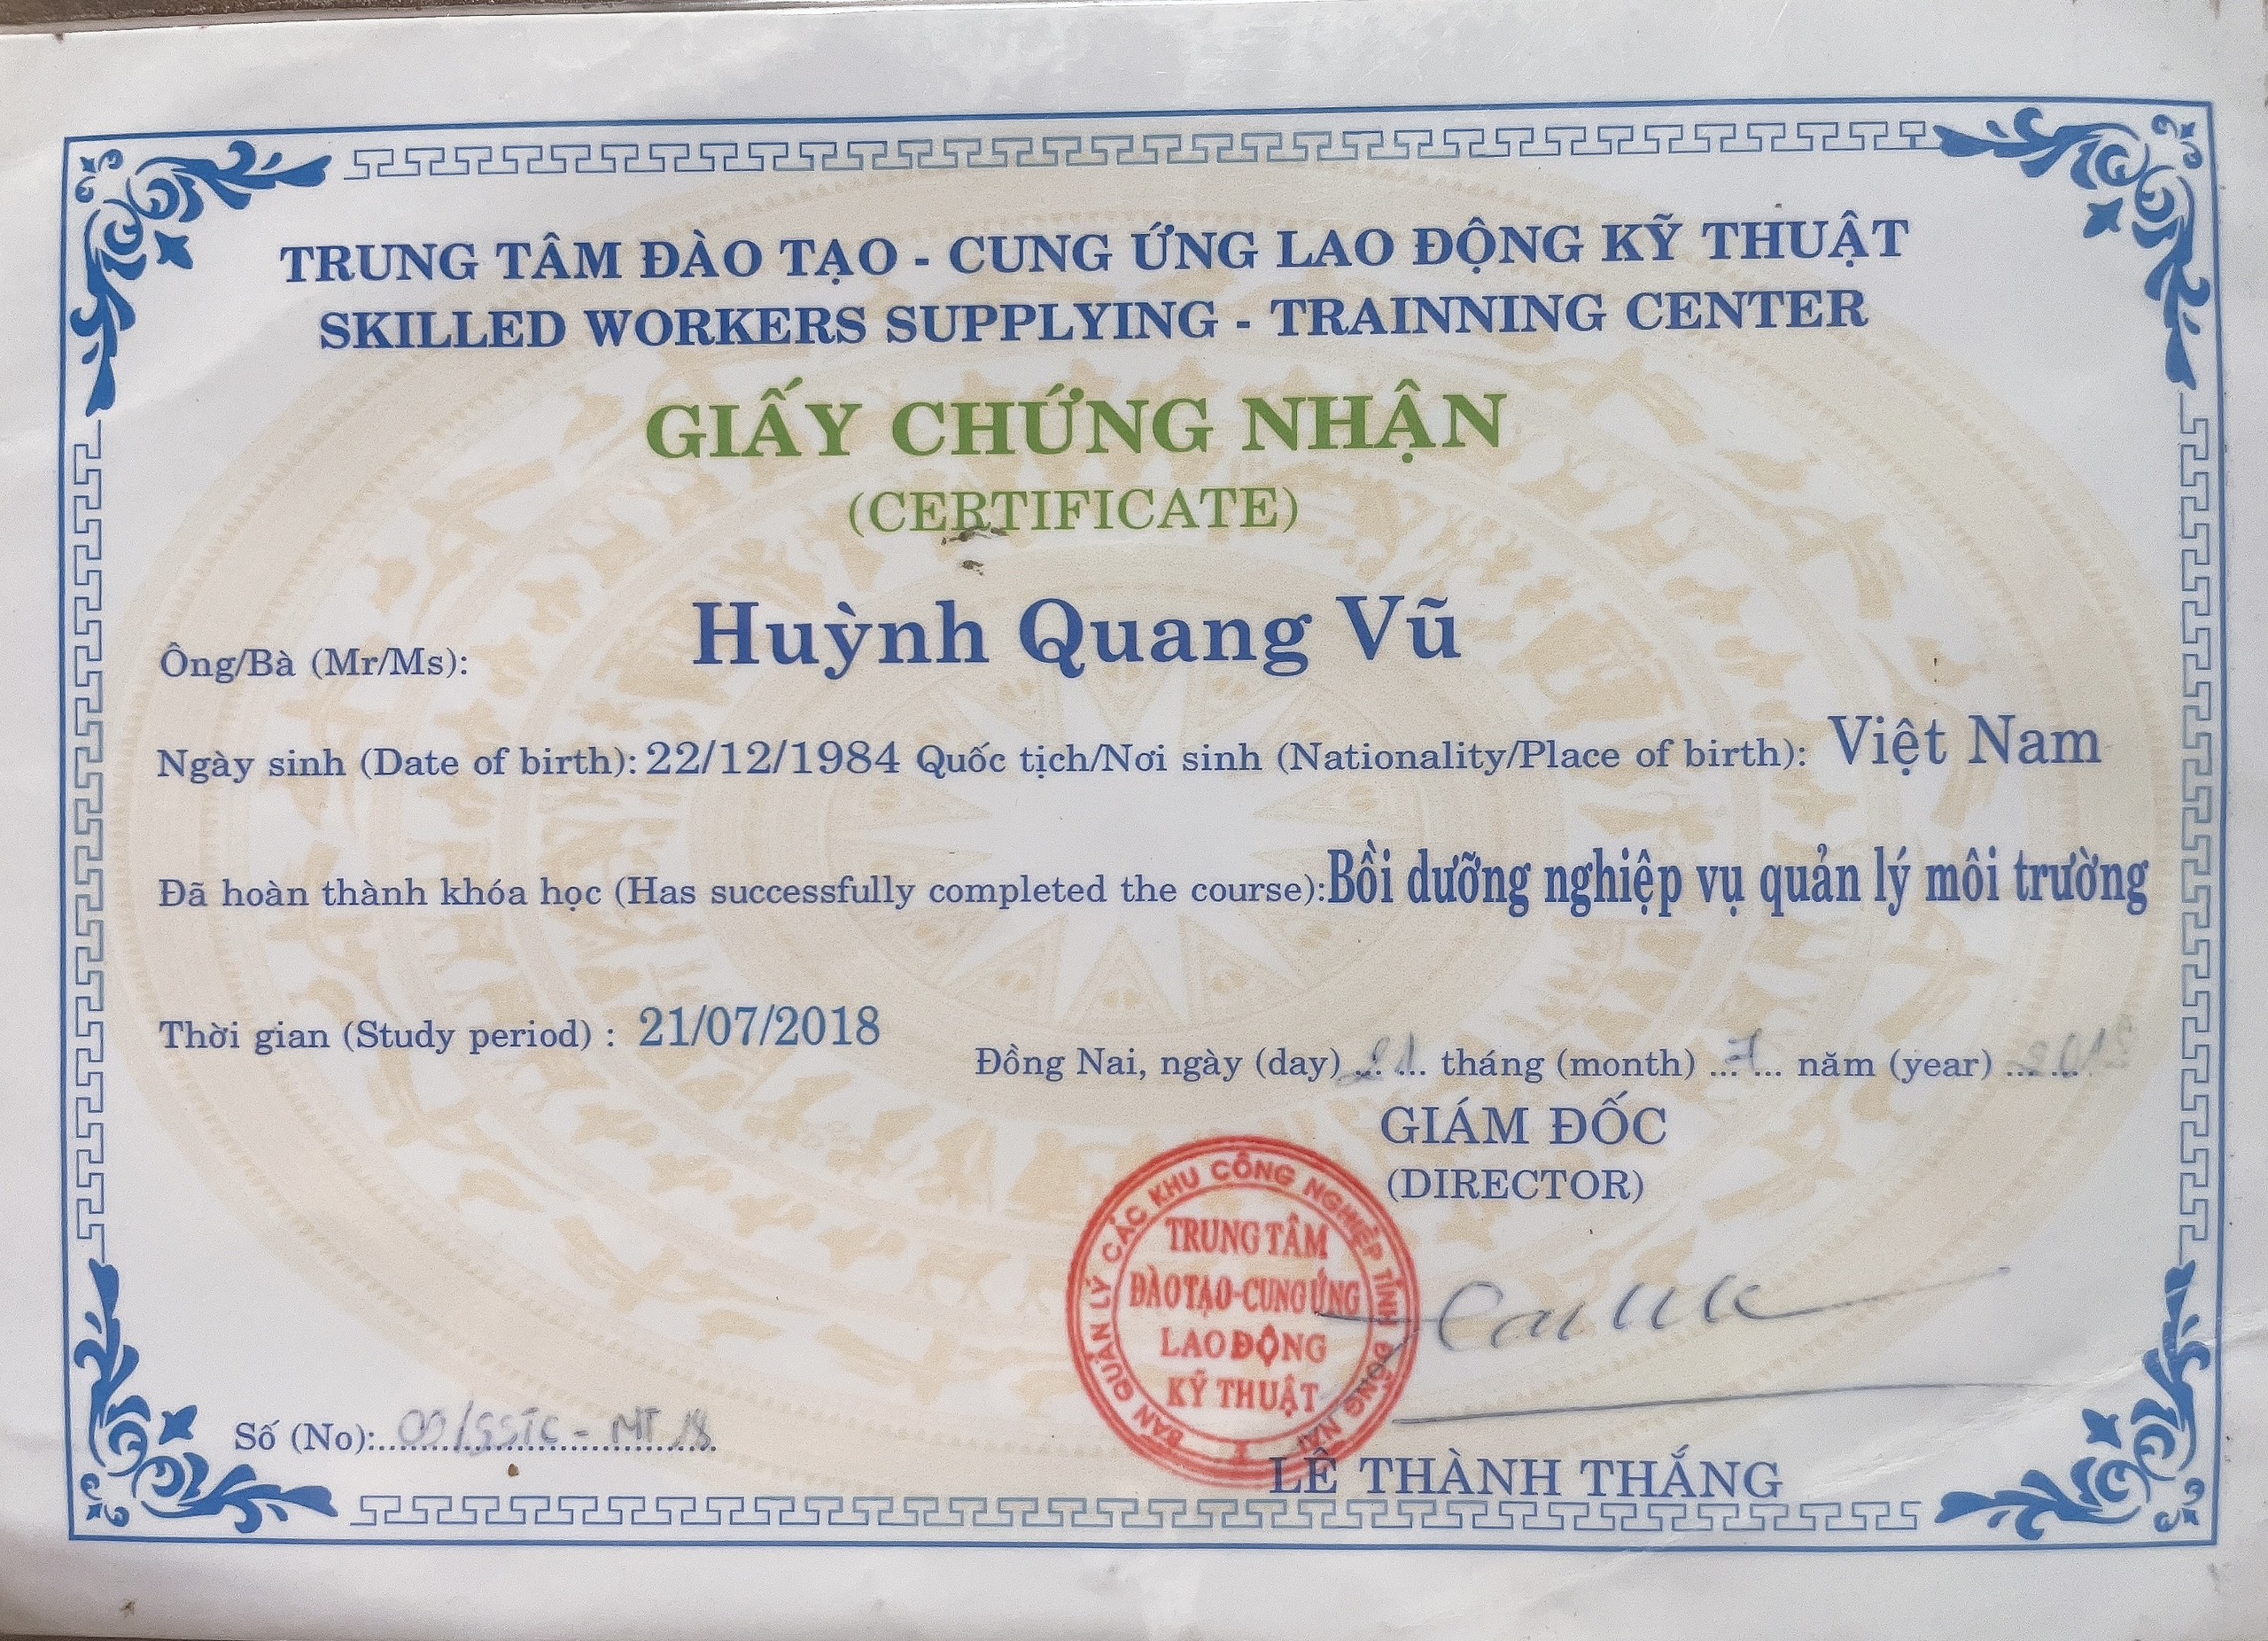 TRUNG TÂM ĐÀO TẠO - CUNG ỨNG LAO ĐỘNG KỸ THUẬT
SKILLED WORKERS SUPPLYING - TRAINNING CENTER
GIẤY CHỨNG NHẬN
(CERTIFICATE)
Ông/Bà (Mr/Ms): Huỳnh Quang Vũ
Ngày sinh (Date of birth): 22/12/1984 Quốc tịch/Nơi sinh (Nationality/Place of birth): Việt Nam
Đã hoàn thành khóa học (Has successfully completed the course): Bồi dưỡng nghiệp vụ quản lý môi trường
Thời gian (Study period) : 21/07/2018
Đồng Nai, ngày (day) 21 tháng (month) 7 năm (year) 2018
GIÁM ĐỐC
(DIRECTOR)
BAN QUẢN LÝ CÁC KHU CÔNG NGHIỆP TỈNH ĐỒNG NAI
TRUNG TÂM
ĐÀO TẠO-CUNG ỨNG
LAO ĐỘNG
KỸ THUẬT
Số (No): /SSTC - MT 18
LÊ THÀNH THẮNG